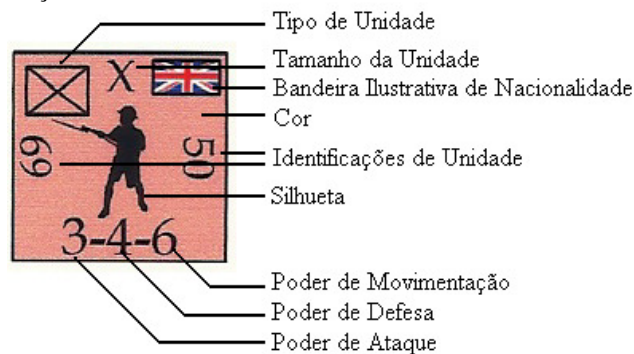 Tipo de Unidade
Tamanho da Unidade
Bandeira Ilustrativa de Nacionalidade
Cor
Identificações de Unidade
Silhueta
Poder de Movimentação
Poder de Defesa
Poder de Ataque
X
69
50
3-4-6